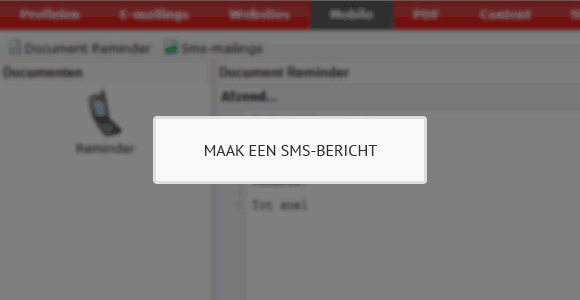 Profielen E-mailings Websites Mobile PDF Content
Document Reminder Sms-mailings
Documenten Document Reminder
Afzend...
Reminder
MAAK EEN SMS-BERICHT
Tot snel